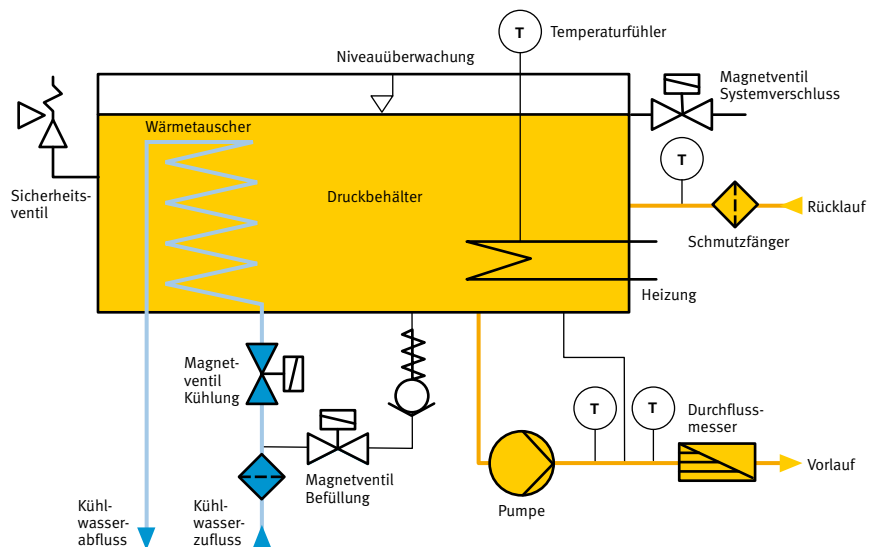 T
Temperaturfühler
Niveauüberwachung
Magnetventil
Systemverschluss
Wärmetauscher
T
Sicherheits-
ventil
Druckbehälter
Rücklauf
Schmutzfänger
Heizung
Magnet-
ventil
Kühlung
T
T
Durchfluss-
messer
Vorlauf
Magnetventil
Befüllung
Pumpe
Kühl-
wasser-
abfluss
Kühl-
wasser-
zufluss